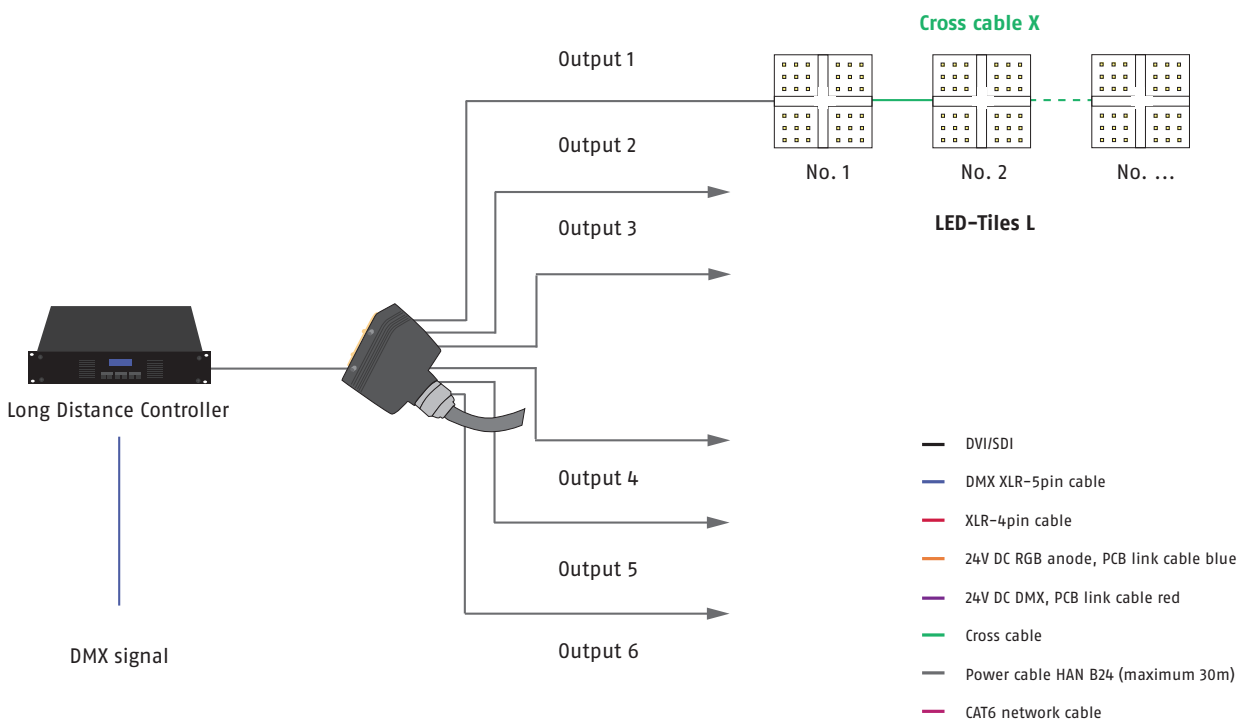 Cross cable X
Output 1
Output 2
No. 1
No. 2
No. ...
LED-Tiles L
Output 3
Long Distance Controller
DMX signal
Output 4
Output 5
Output 6
DVI/SDI
DMX XLR-5pin cable
XLR-4pin cable
24V DC RGB anode, PCB link cable blue
24V DC DMX, PCB link cable red
Cross cable
Power cable HAN B24 (maximum 30m)
CAT6 network cable